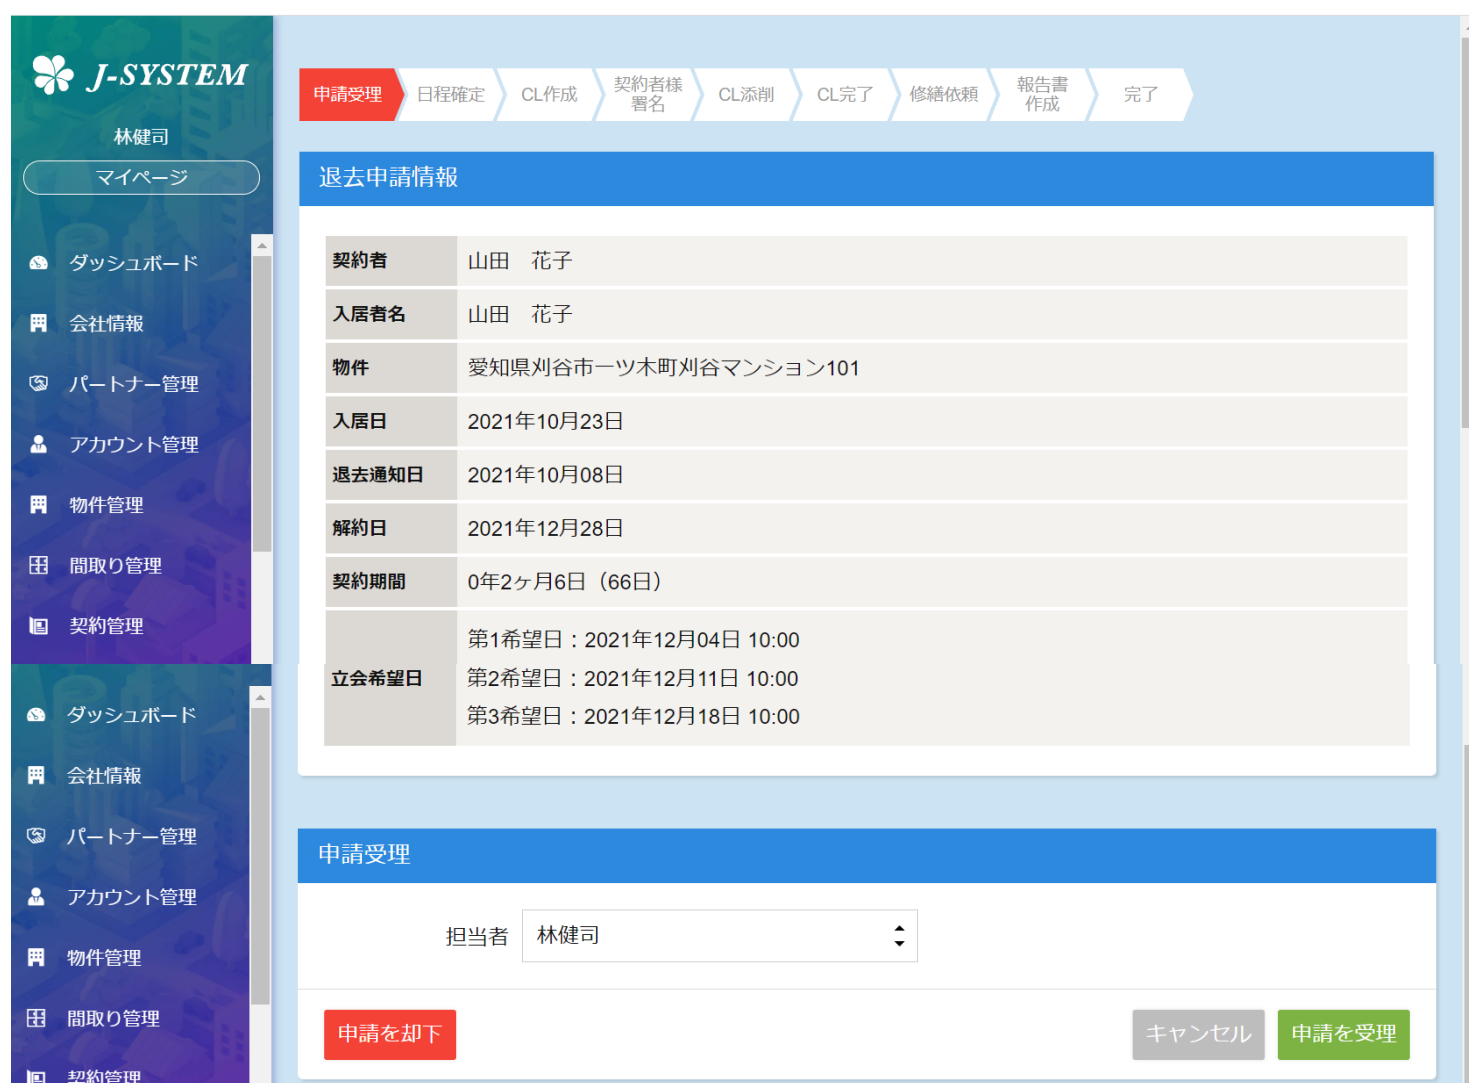 J-SYSTEM
林健司
マイページ
ダッシュボード
会社情報
パートナー管理
アカウント管理
物件管理
間取り管理
契約管理
ダッシュボード
会社情報
パートナー管理
アカウント管理
物件管理
間取り管理
契約管理
申請受理
日程確定
CL作成
契約者様
署名
CL添削
CL完了
修繕依頼
報告書
作成
完了
退去申請情報
契約者 山田　花子
入居者名 山田　花子
物件 愛知県刈谷市一ツ木町刈谷マンション101
入居日 2021年10月23日
退去通知日 2021年10月08日
解約日 2021年12月28日
契約期間 0年2ヶ月6日（66日）
立会希望日
第1希望日：2021年12月04日 10:00
第2希望日：2021年12月11日 10:00
第3希望日：2021年12月18日 10:00
申請受理
担当者 林健司
申請を却下
キャンセル
申請を受理